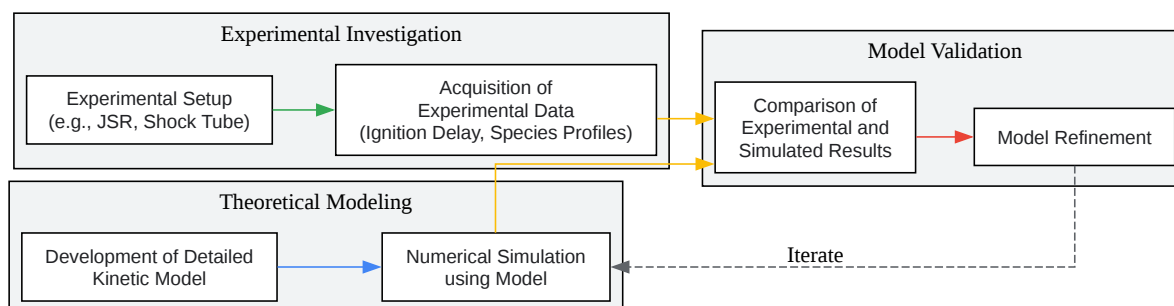 Experimental Investigation
Experimental Setup
(e.g., JSR, Shock Tube)
Acquisition of
Experimental Data
(Ignition Delay, Species Profiles)
Model Validation
Comparison of
Experimental and
Simulated Results
Model Refinement
Theoretical Modeling
Development of Detailed
Kinetic Model
Numerical Simulation
using Model
Iterate